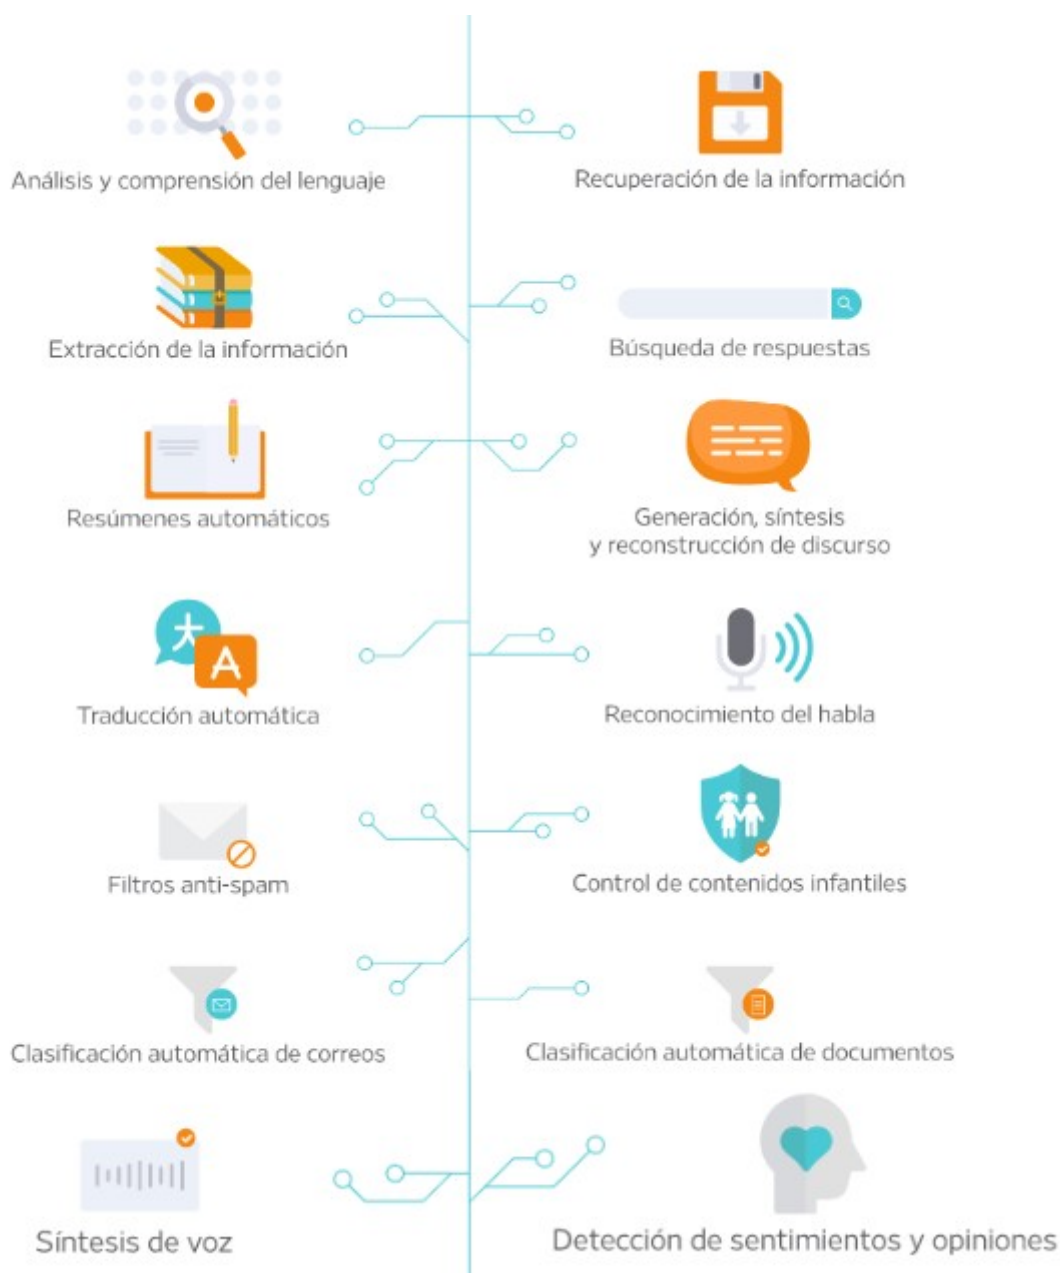 Análisis y comprensión del lenguaje
Recuperación de la información
Extracción de la información
Búsqueda de respuestas
Resúmenes automáticos
Generación, síntesis
y reconstrucción de discurso
大
A
Traducción automática
Reconocimiento del habla
Filtros anti-spam
Control de contenidos infantiles
Clasificación automática de correos
Clasificación automática de documentos
Síntesis de voz
Detección de sentimientos y opiniones